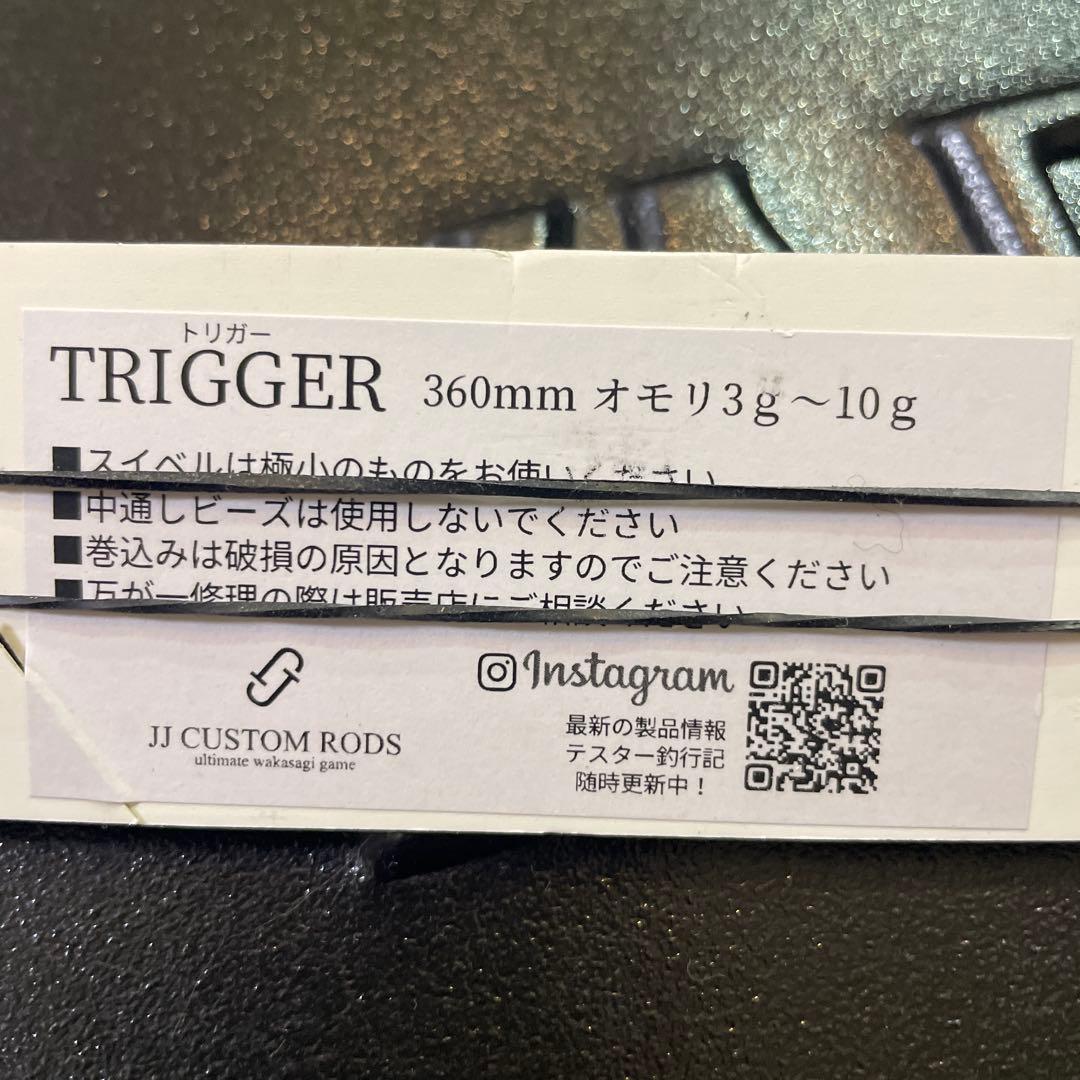 トリガー
TRIGGER 360mm オモリ3g～10g
■スイベルは極小のものをお使いください
■中通しビーズは使用しないでください
■巻込みは破損の原因となりますのでご注意ください
■万が一修理の際は販売店にご相談ください
Instagram
最新の製品情報
テスター釣行記
随時更新中！
JJ CUSTOM RODS
ultimate wakasagi game